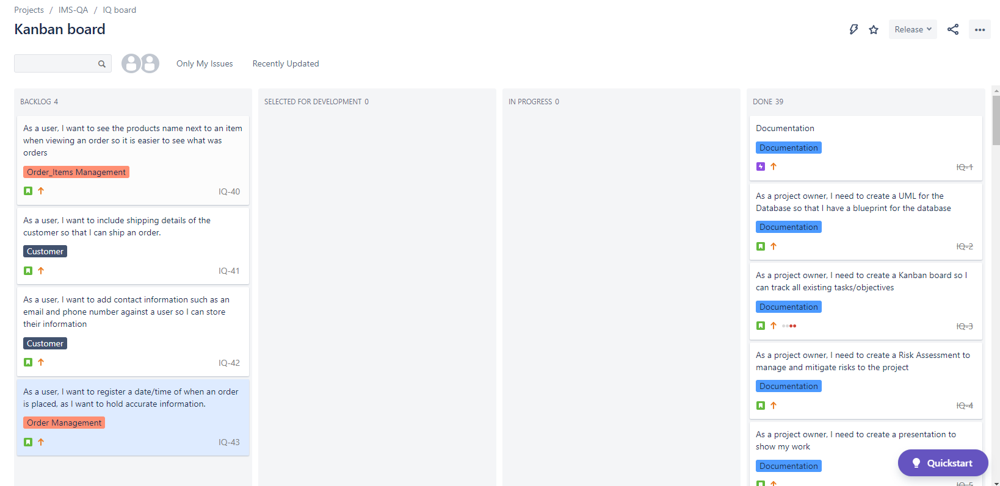 Projects / IMS-QA / IQ board
Kanban board
Release
Only My Issues
Recently Updated
BACKLOG 4
As a user, I want to see the products name next to an item
when viewing an order so it is easier to see what was
orders
Order_Items Management
IQ-40
As a user, I want to include shipping details of the
customer so that I can ship an order.
Customer
IQ-41
As a user, I want to add contact information such as an
email and phone number against a user so I can store
their information
Customer
IQ-42
As a user, I want to register a date/time of when an order
is placed, as I want to hold accurate information.
Order Management
IQ-43
SELECTED FOR DEVELOPMENT 0
IN PROGRESS 0
DONE 39
Documentation
Documentation
IQ-1
As a project owner, I need to create a UML for the
Database so that I have a blueprint for the database
Documentation
IQ-2
As a project owner, I need to create a Kanban board so I
can track all existing tasks/objectives
Documentation
IQ-3
As a project owner, I need to create a Risk Assessment to
manage and mitigate risks to the project
Documentation
IQ-4
As a project owner, I need to create a presentation to
show my work
Documentation
IQ-5
Quickstart